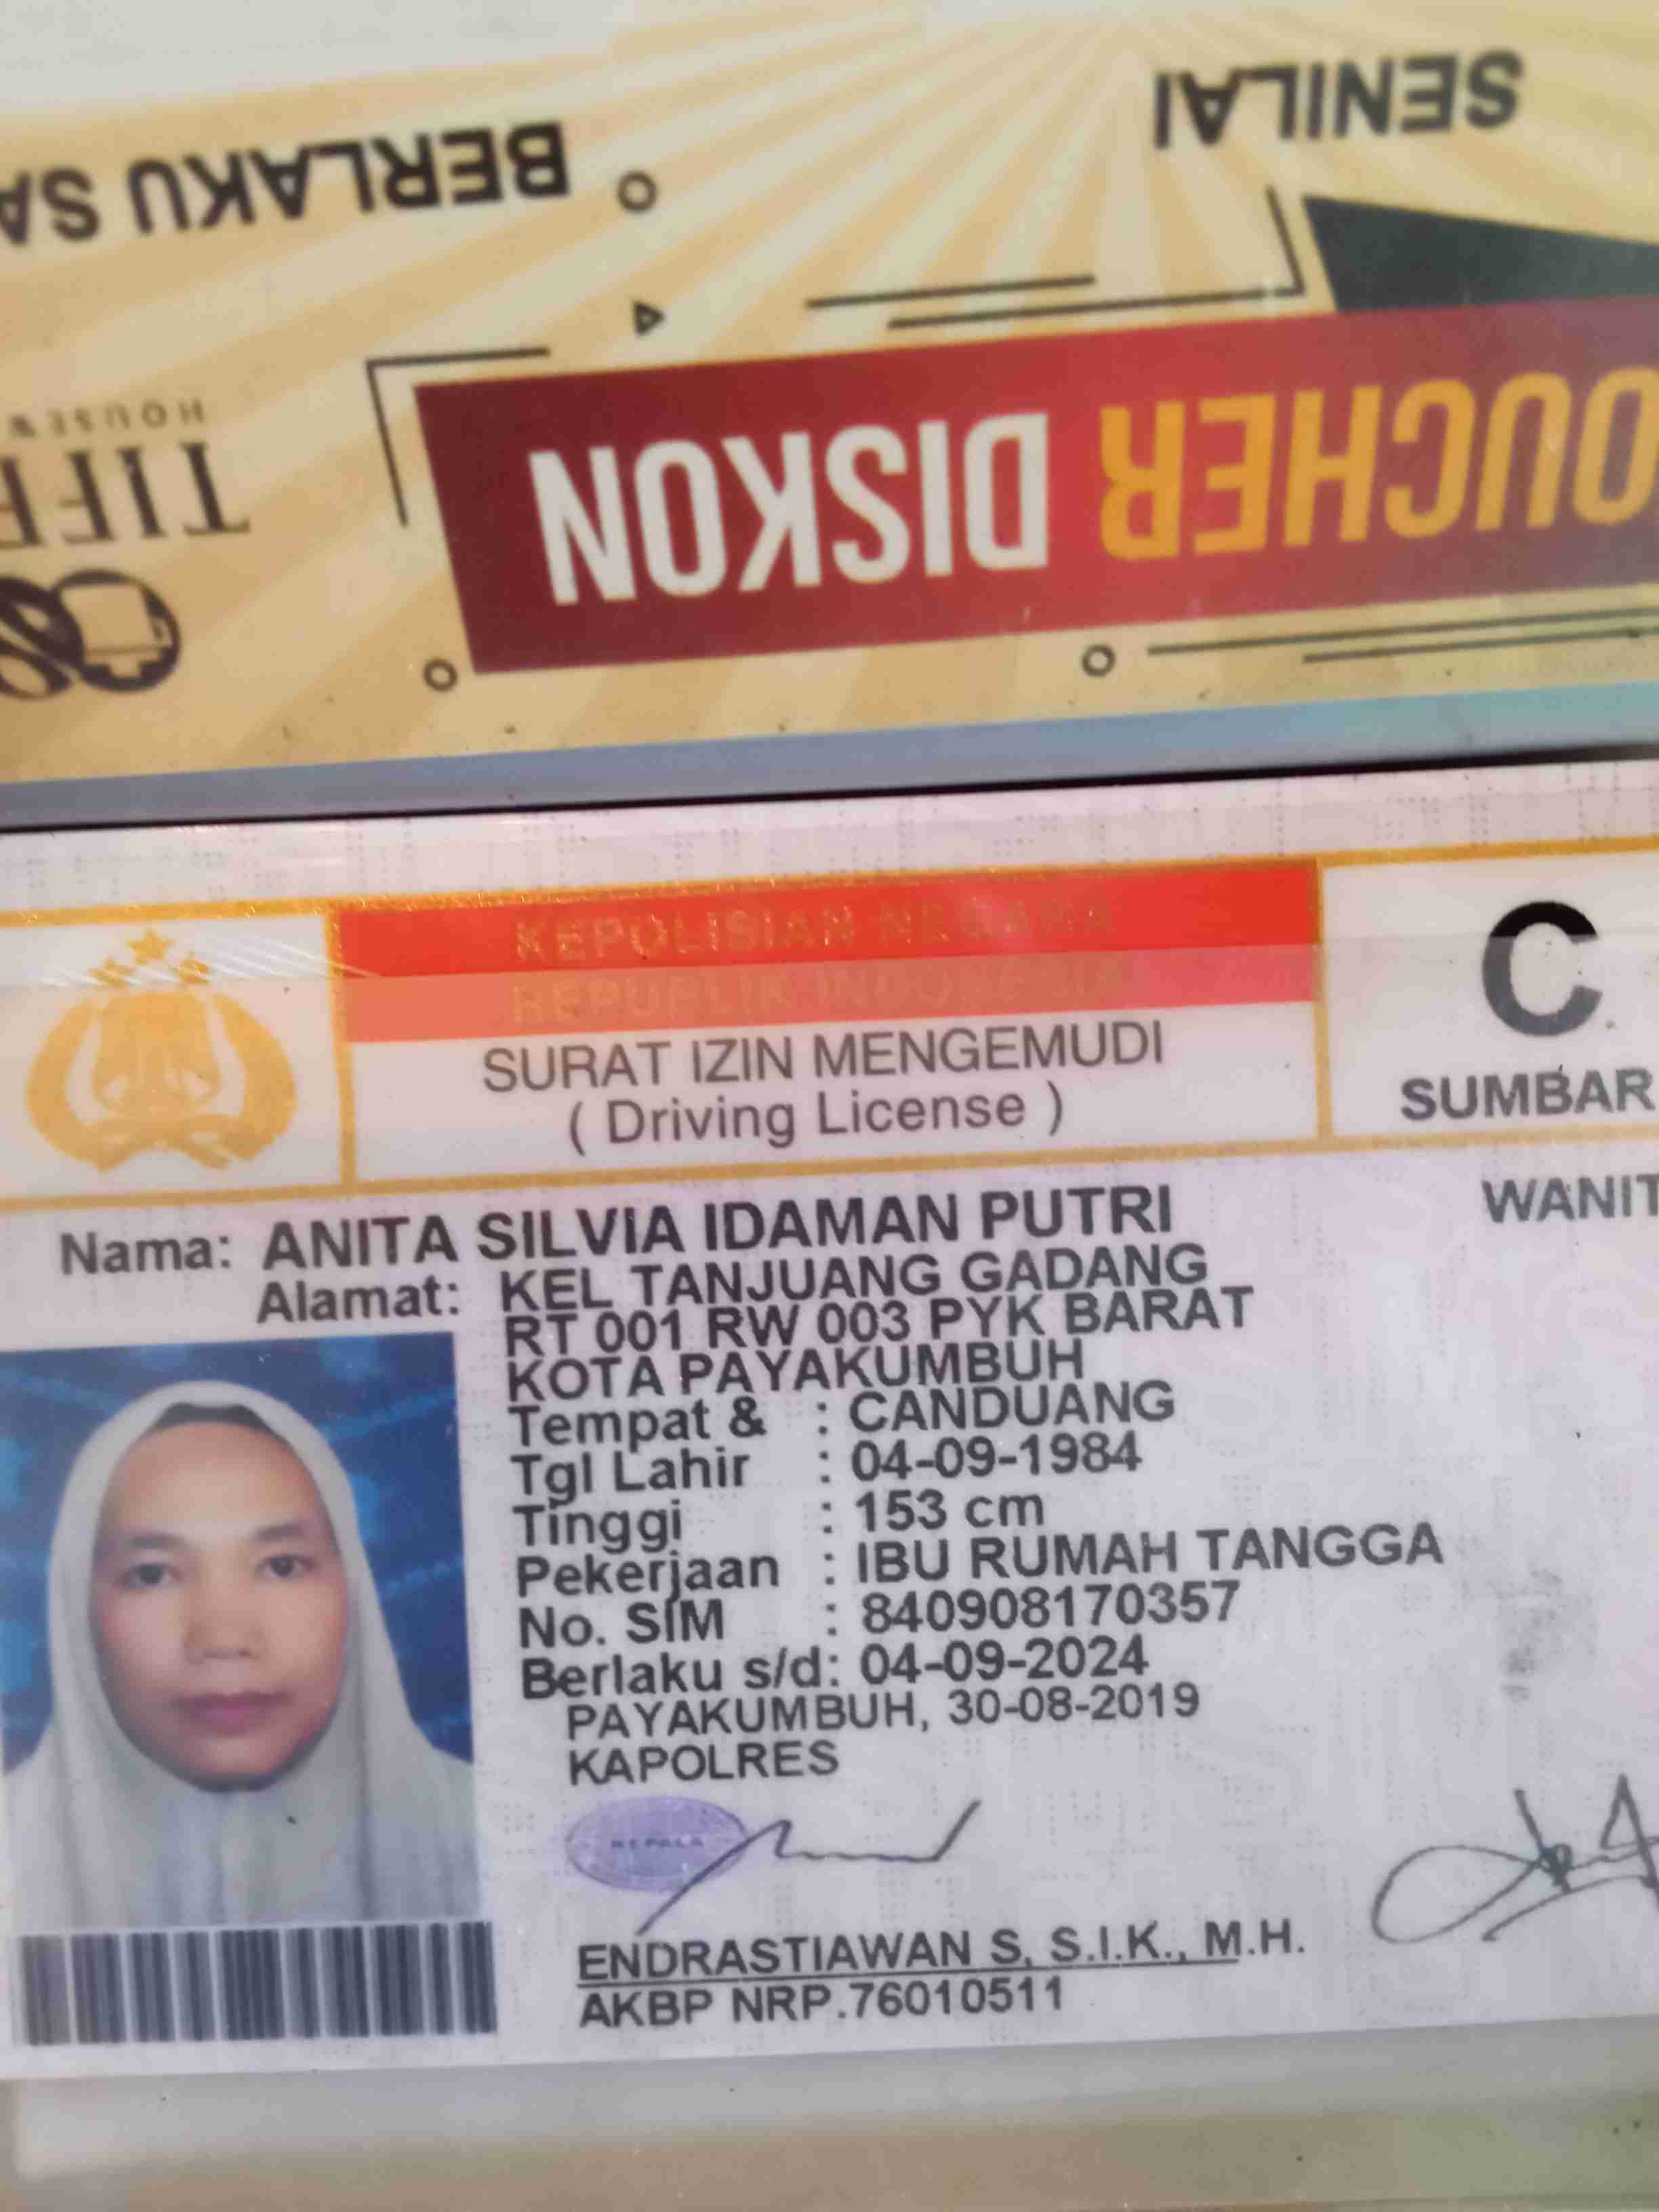 SENILAI
BERLAKU SA
OUCHER DISKON
HOUSEW
TIFF
KEPOLISIAN NEGARA
REPUBLIK INDONESIA
SURAT IZIN MENGEMUDI
( Driving License )
C
SUMBAR
WANIT
Nama: ANITA SILVIA IDAMAN PUTRI
Alamat: KEL TANJUANG GADANG
RT 001 RW 003 PYK BARAT
KOTA PAYAKUMBUH
Tempat & : CANDUANG
Tgl Lahir : 04-09-1984
Tinggi : 153 cm
Pekerjaan : IBU RUMAH TANGGA
No. SIM : 840908170357
Berlaku s/d: 04-09-2024
PAYAKUMBUH, 30-08-2019
KAPOLRES
KEPALA
ENDRASTIAWAN S, S.I.K., M.H.
AKBP NRP.76010511